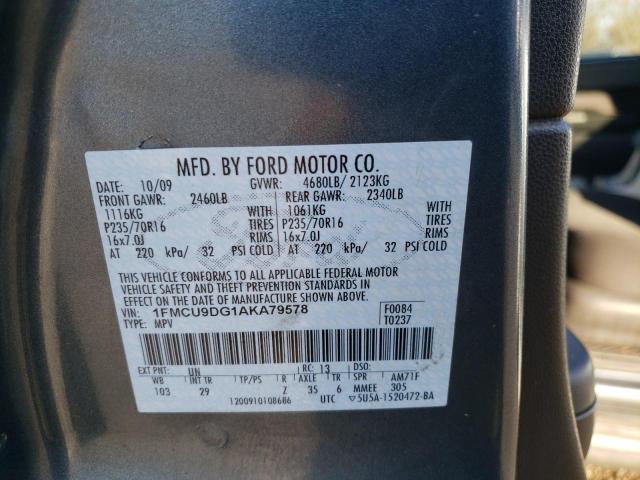 MFD. BY FORD MOTOR CO.
10/09 GVWR: 4680LB/ 2123KG
FRONT GAWR: 2460LB REAR GAWR: 2340LB
1116KG WITH 1061KG WITH
P235/70R16 TIRES P235/70R16 TIRES
16x7.0J RIMS 16x7.0J RIMS
AT 220 kPa/ 32 PSI COLD AT 220 kPa/ 32 PSI COLD
THIS VEHICLE CONFORMS TO ALL APPLICABLE FEDERAL MOTOR
VEHICLE SAFETY AND THEFT PREVENTION STANDARDS IN
EFFECT ON THE DATE OF MANUFACTURE SHOWN ABOVE.
VIN: 1FMCU9DG1AKA79578 F0084
TYPE: MPV T0237
EXT PNT: UN RC: 13 DSO:
WB INT TR TP/PS R AXLE TR SPR AM71F
103 29 Z 35 6 MMEE 305
1200910108686 UTC 5U5A-1520472-BA